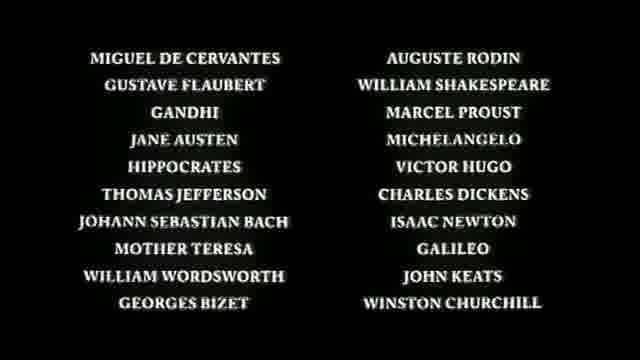 MIGUEL DE CERVANTES
GUSTAVE FLAUBERT
GANDHI
JANE AUSTEN
HIPPOCRATES
THOMAS JEFFERSON
JOHANN SEBASTIAN BACH
MOTHER TERESA
WILLIAM WORDSWORTH
GEORGES BIZET
AUGUSTE RODIN
WILLIAM SHAKESPEARE
MARCEL PROUST
MICHELANGELO
VICTOR HUGO
CHARLES DICKENS
ISAAC NEWTON
GALILEO
JOHN KEATS
WINSTON CHURCHILL